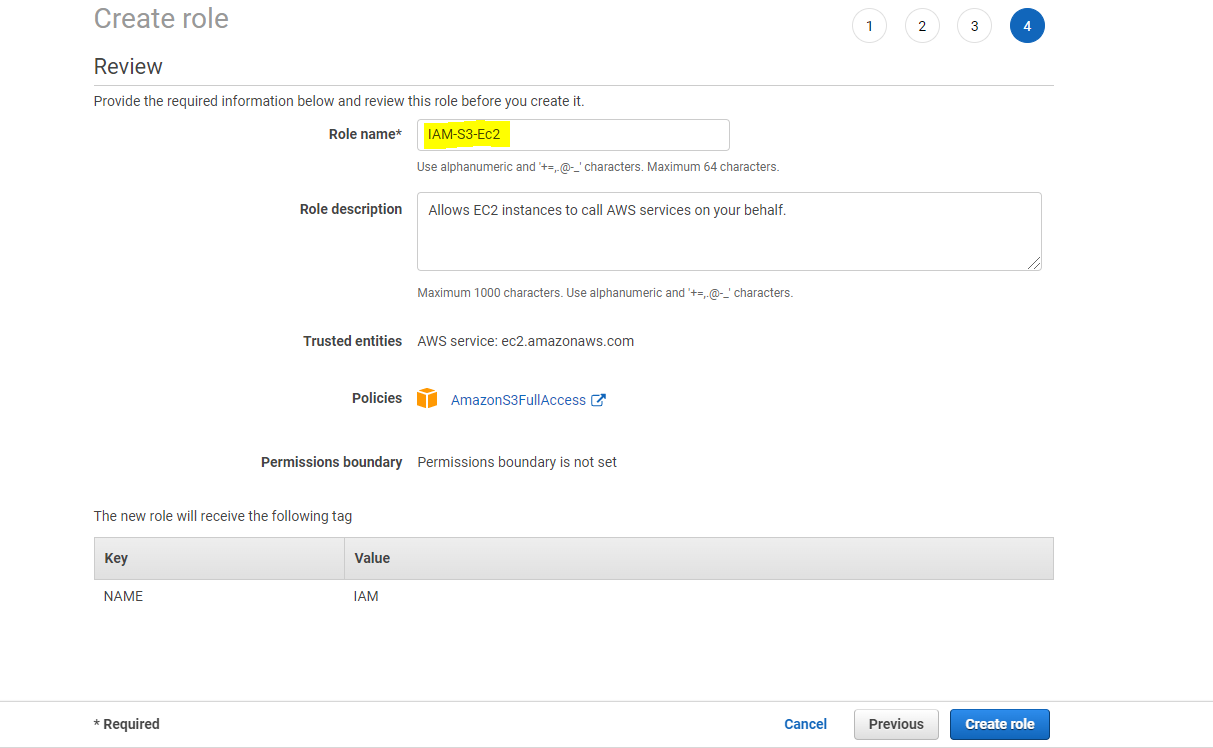 Create role
1 2 3 4
Review
Provide the required information below and review this role before you create it.
Role name* IAM-S3-Ec2
Use alphanumeric and '+=,.@-_' characters. Maximum 64 characters.
Role description Allows EC2 instances to call AWS services on your behalf.
Maximum 1000 characters. Use alphanumeric and '+=,.@-_' characters.
Trusted entities AWS service: ec2.amazonaws.com
Policies AmazonS3FullAccess
Permissions boundary Permissions boundary is not set
The new role will receive the following tag
Key Value
NAME IAM
* Required Cancel Previous Create role